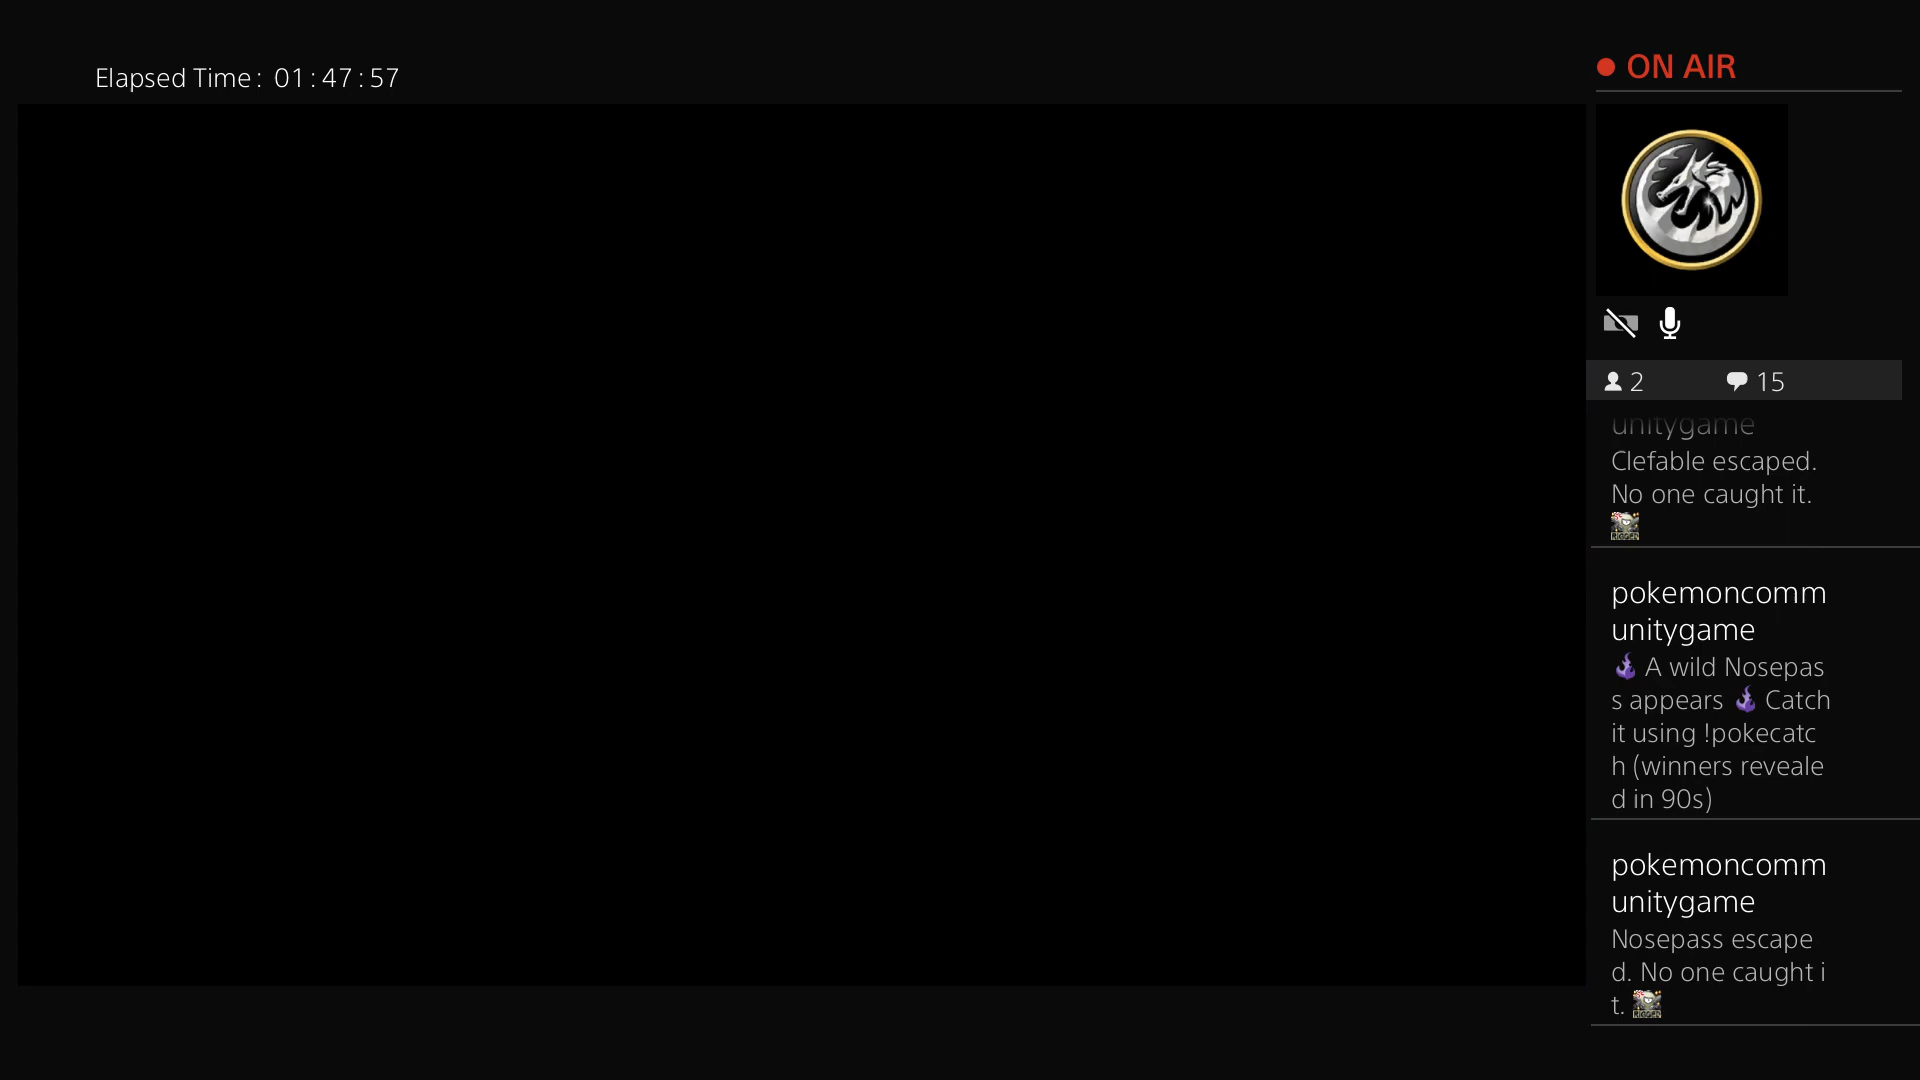 Elapsed Time: 01:47:57
ON AIR
2
15
unitygame
Clefable escaped.
No one caught it.
pokemoncomm
unitygame
A wild Nosepas
s appears Catch
it using !pokecatc
h (winners reveale
d in 90s)
pokemoncomm
unitygame
Nosepass escape
d. No one caught i
t.